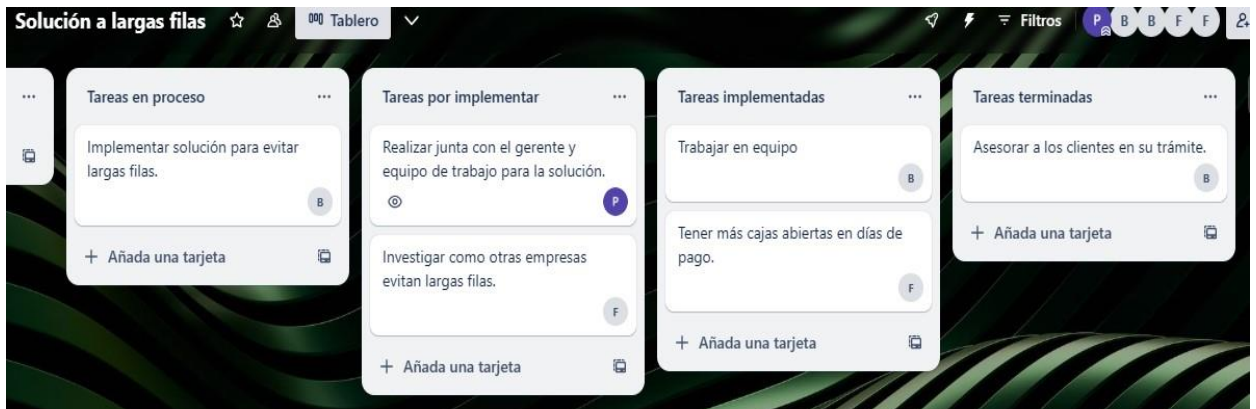 Solución a largas filas
Tablero
Filtros
P B B F F
Tareas en proceso
Implementar solución para evitar
largas filas.
B
+ Añada una tarjeta
Tareas por implementar
Realizar junta con el gerente y
equipo de trabajo para la solución.
P
Investigar como otras empresas
evitan largas filas.
F
+ Añada una tarjeta
Tareas implementadas
Trabajar en equipo
B
Tener más cajas abiertas en días de
pago.
F
+ Añada una tarjeta
Tareas terminadas
Asesorar a los clientes en su trámite.
B
+ Añada una tarjeta